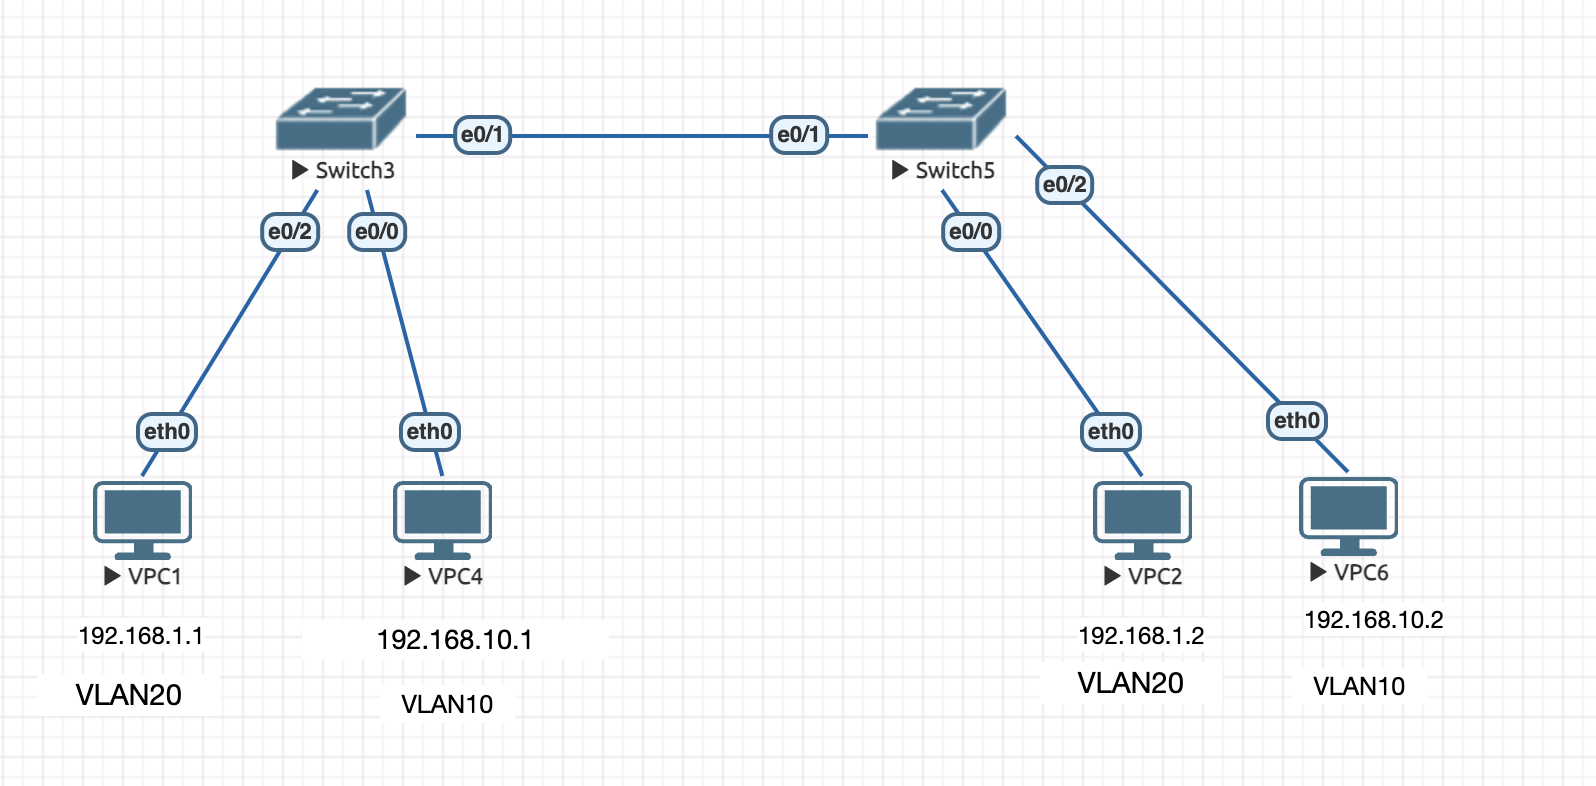 e0/1
e0/1
Switch3
Switch5
e0/2
e0/2
e0/0
e0/0
eth0
eth0
eth0
eth0
VPC1
VPC4
VPC2
VPC6
192.168.1.1
192.168.10.1
192.168.1.2
192.168.10.2
VLAN20
VLAN10
VLAN20
VLAN10